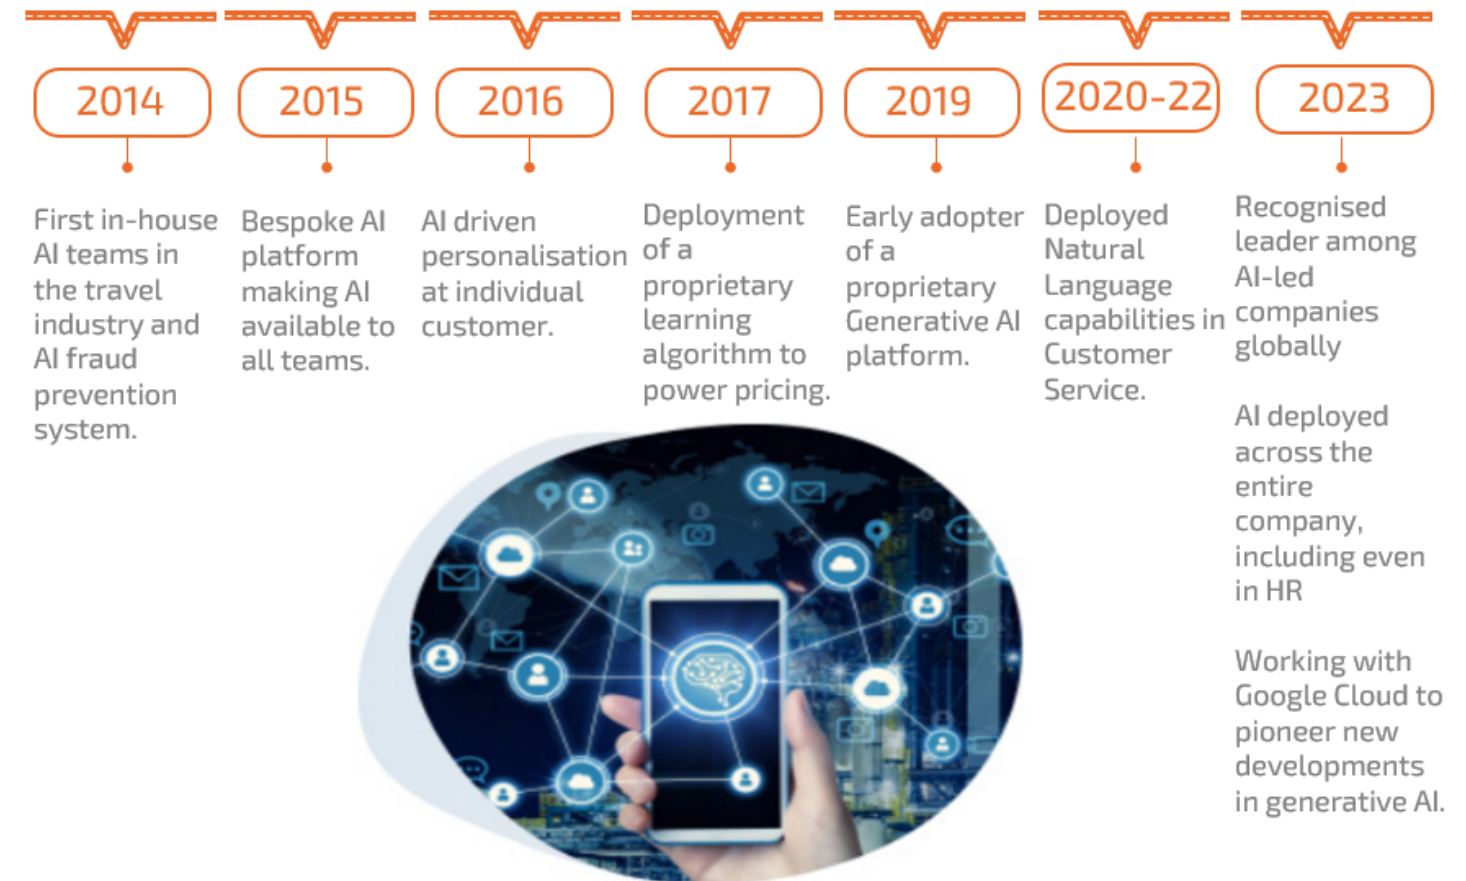 2014
First in-house
AI teams in
the travel
industry and
AI fraud
prevention
system.
2015
Bespoke AI
platform
making AI
available to
all teams.
2016
AI driven
personalisation
at individual
customer.
2017
Deployment
of a
proprietary
learning
algorithm to
power pricing.
2019
Early adopter
of a
proprietary
Generative AI
platform.
2020-22
Deployed
Natural
Language
capabilities in
Customer
Service.
2023
Recognised
leader among
AI-led
companies
globally
AI deployed
across the
entire
company,
including even
in HR
Working with
Google Cloud to
pioneer new
developments
in generative AI.